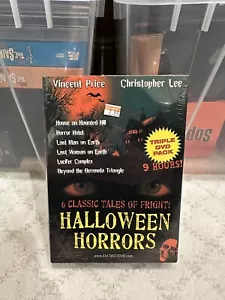 Vincent Price Christopher Lee
House on Haunted Hill
Horror Hotel
Last Man on Earth
Last Woman on Earth
Lucifer Complex
Beyond the Bermuda Triangle
TRIPLE
DVD
PACK
9 HOURS!
6 CLASSIC TALES OF FRIGHT!
HALLOWEEN
HORRORS